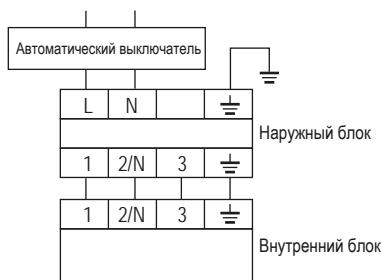 Автоматический выключатель
L N
Наружный блок
1 2/N 3
1 2/N 3
Внутренний блок